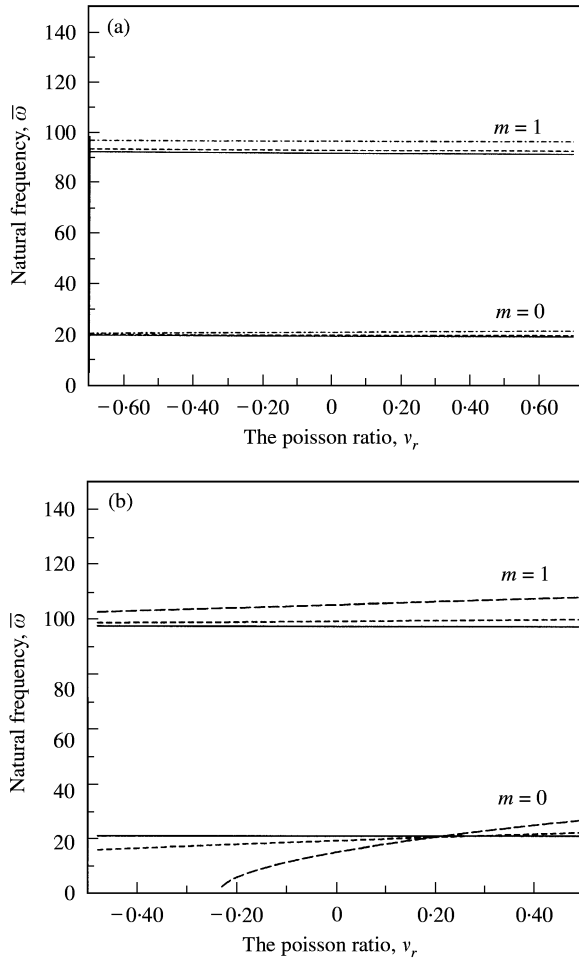 (a)
140
120
100
80
60
40
20
0
Natural frequency, ω̅
m = 1
m = 0
−0·60 −0·40 −0·20 0 0·20 0·40 0·60
The poisson ratio, νr
(b)
140
120
100
80
60
40
20
0
Natural frequency, ω̅
m = 1
m = 0
−0·40 −0·20 0 0·20 0·40
The poisson ratio, νr